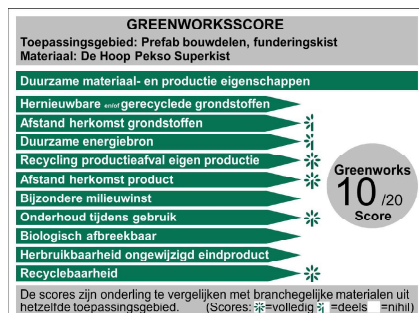 GREENWORKSSCORE
Toepassingsgebied: Prefab bouwdelen, funderingskist
Materiaal: De Hoop Pekso Superkist
Duurzame materiaal- en productie eigenschappen
Hernieuwbare en/of gerecyclede grondstoffen
Afstand herkomst grondstoffen
Duurzame energiebron
Recycling productieafval eigen productie
Afstand herkomst product
Bijzondere milieuwinst
Onderhoud tijdens gebruik
Biologisch afbreekbaar
Herbruikbaarheid ongewijzigd eindproduct
Recyclebaarheid
Greenworks
10 /20
Score
De scores zijn onderling te vergelijken met branchegelijke materialen uit
hetzelfde toepassingsgebied. (Scores: =volledig =deels =nihil)